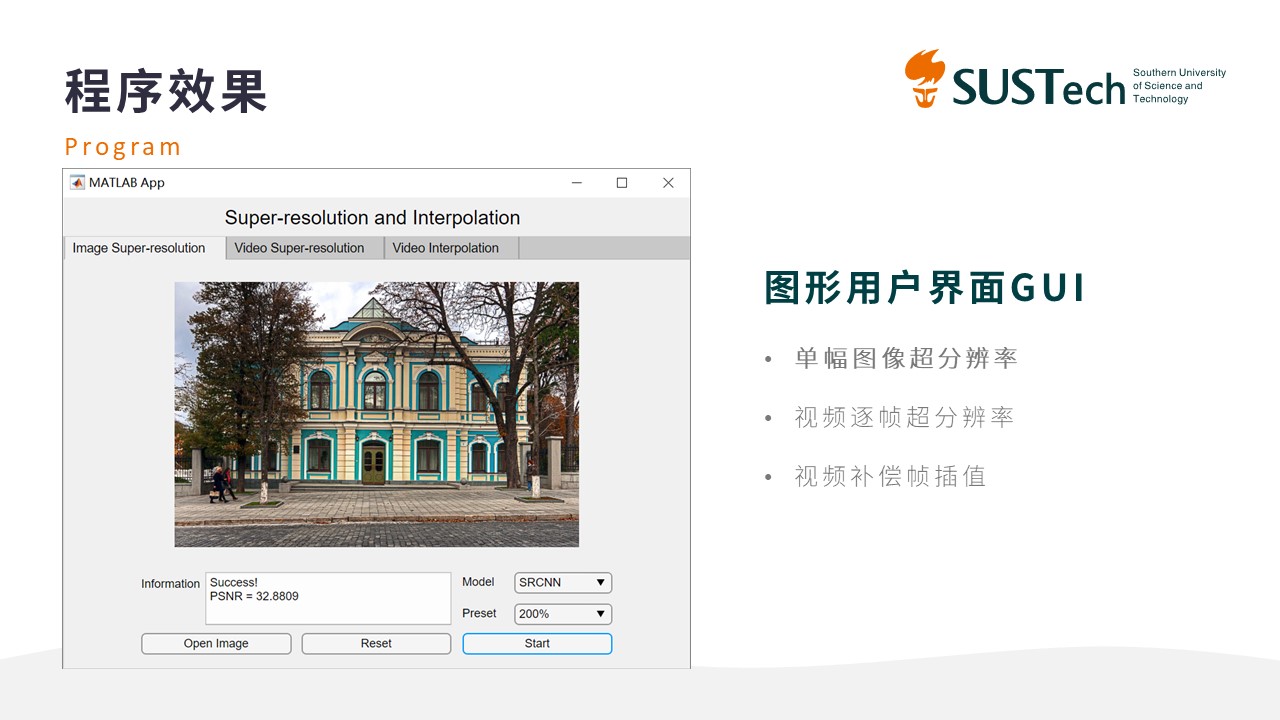 程序效果
Program
SUSTech
Southern University
of Science and
Technology
MATLAB App
Super-resolution and Interpolation
Image Super-resolution Video Super-resolution Video Interpolation
Information
Success!
PSNR = 32.8809
Model SRCNN
Preset 200%
Open Image Reset Start
图形用户界面GUI
• 单幅图像超分辨率
• 视频逐帧超分辨率
• 视频补偿帧插值